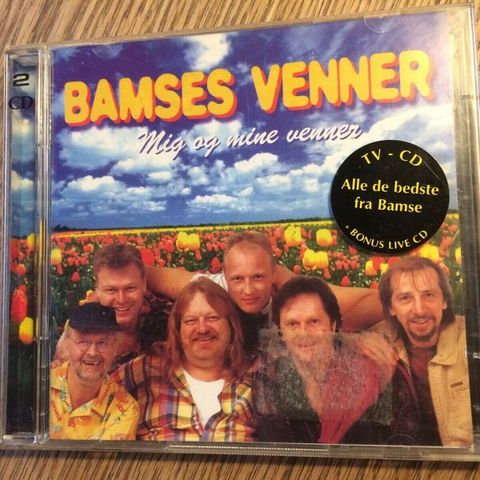 2
CD
BAMSES VENNER
Mig og mine venner
TV - CD
Alle de bedste
fra Bamse
• BONUS LIVE CD